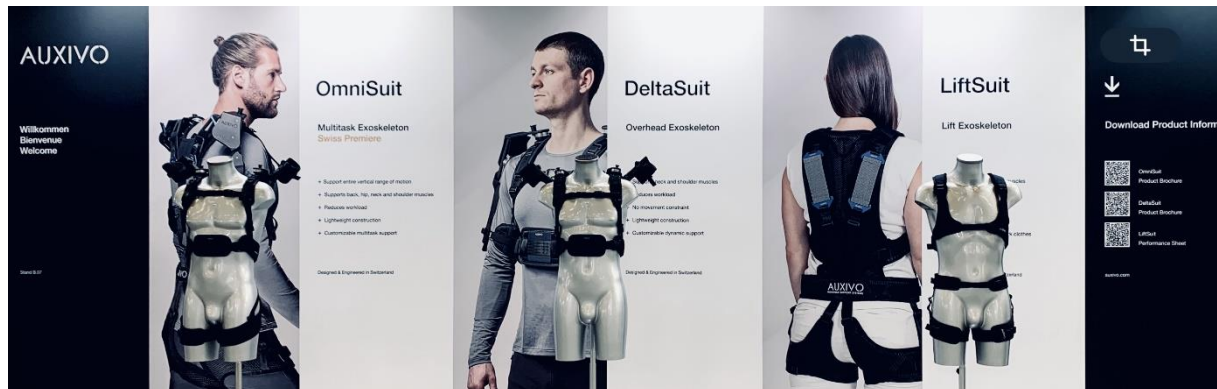 AUXIVO
Willkommen
Bienvenue
Welcome
Stand B.07
AUXIVO
AUXIVO
OmniSuit
Multitask Exoskeleton
Swiss Premiere
+ Support entire vertical range of motion
+ Supports back, hip, neck and shoulder muscles
+ Reduces workload
+ Lightweight construction
+ Customizable multitask support
Designed & Engineered in Switzerland
DeltaSuit
Overhead Exoskeleton
neck and shoulder muscles
workload
No movement constraint
+ Lightweight construction
+ Customizable dynamic support
Designed & Engineered in Switzerland
AUXIVO
LiftSuit
Lift Exoskeleton
clothes
Download Product Inform
OmniSuit
Product Brochure
DeltaSuit
Product Brochure
LiftSuit
Performance Sheet
auxivo.com